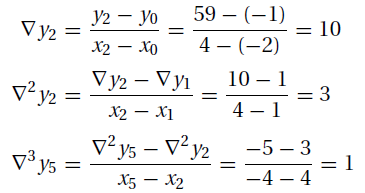 ∇y₂ = (y₂ − y₀)/(x₂ − x₀) = (59 − (−1))/(4 − (−2)) = 10
∇²y₂ = (∇y₂ − ∇y₁)/(x₂ − x₁) = (10 − 1)/(4 − 1) = 3
∇³y₅ = (∇²y₅ − ∇²y₂)/(x₅ − x₂) = (−5 − 3)/(−4 − 4) = 1